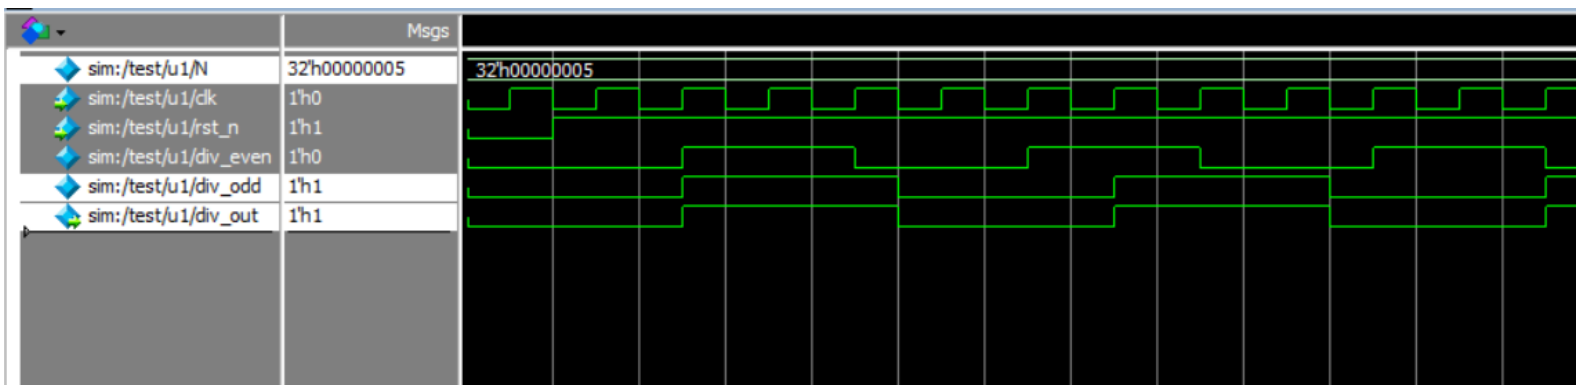 Msgs
sim:/test/u1/N 32'h00000005 32'h00000005
sim:/test/u1/clk 1'h0
sim:/test/u1/rst_n 1'h1
sim:/test/u1/div_even 1'h0
sim:/test/u1/div_odd 1'h1
sim:/test/u1/div_out 1'h1